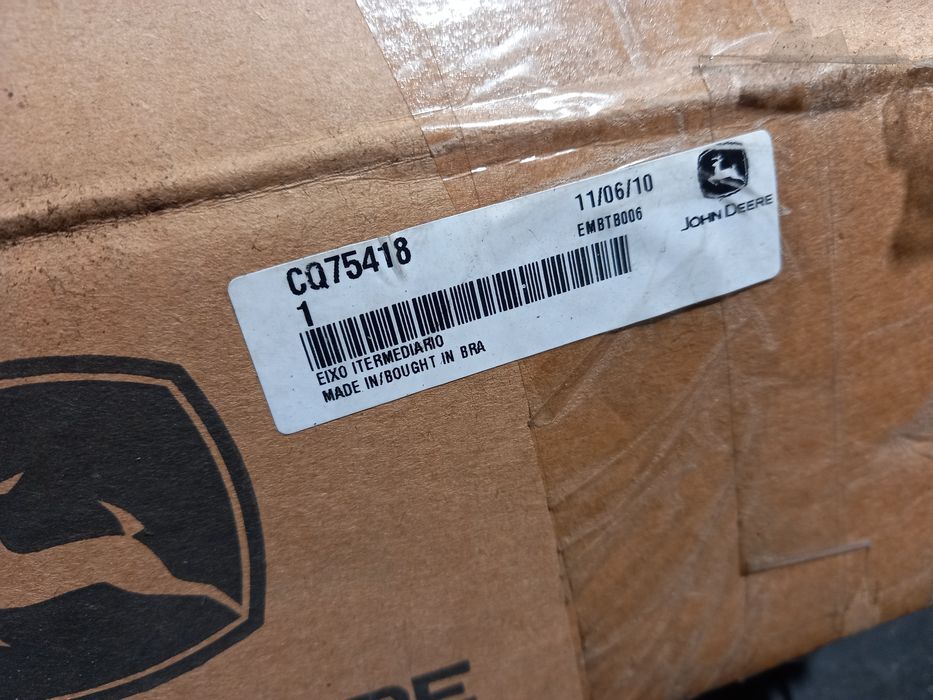 11/06/10
EMBTB006
JOHN DEERE
CQ75418
1
EIXO ITERMEDIARIO
MADE IN/BOUGHT IN BRA